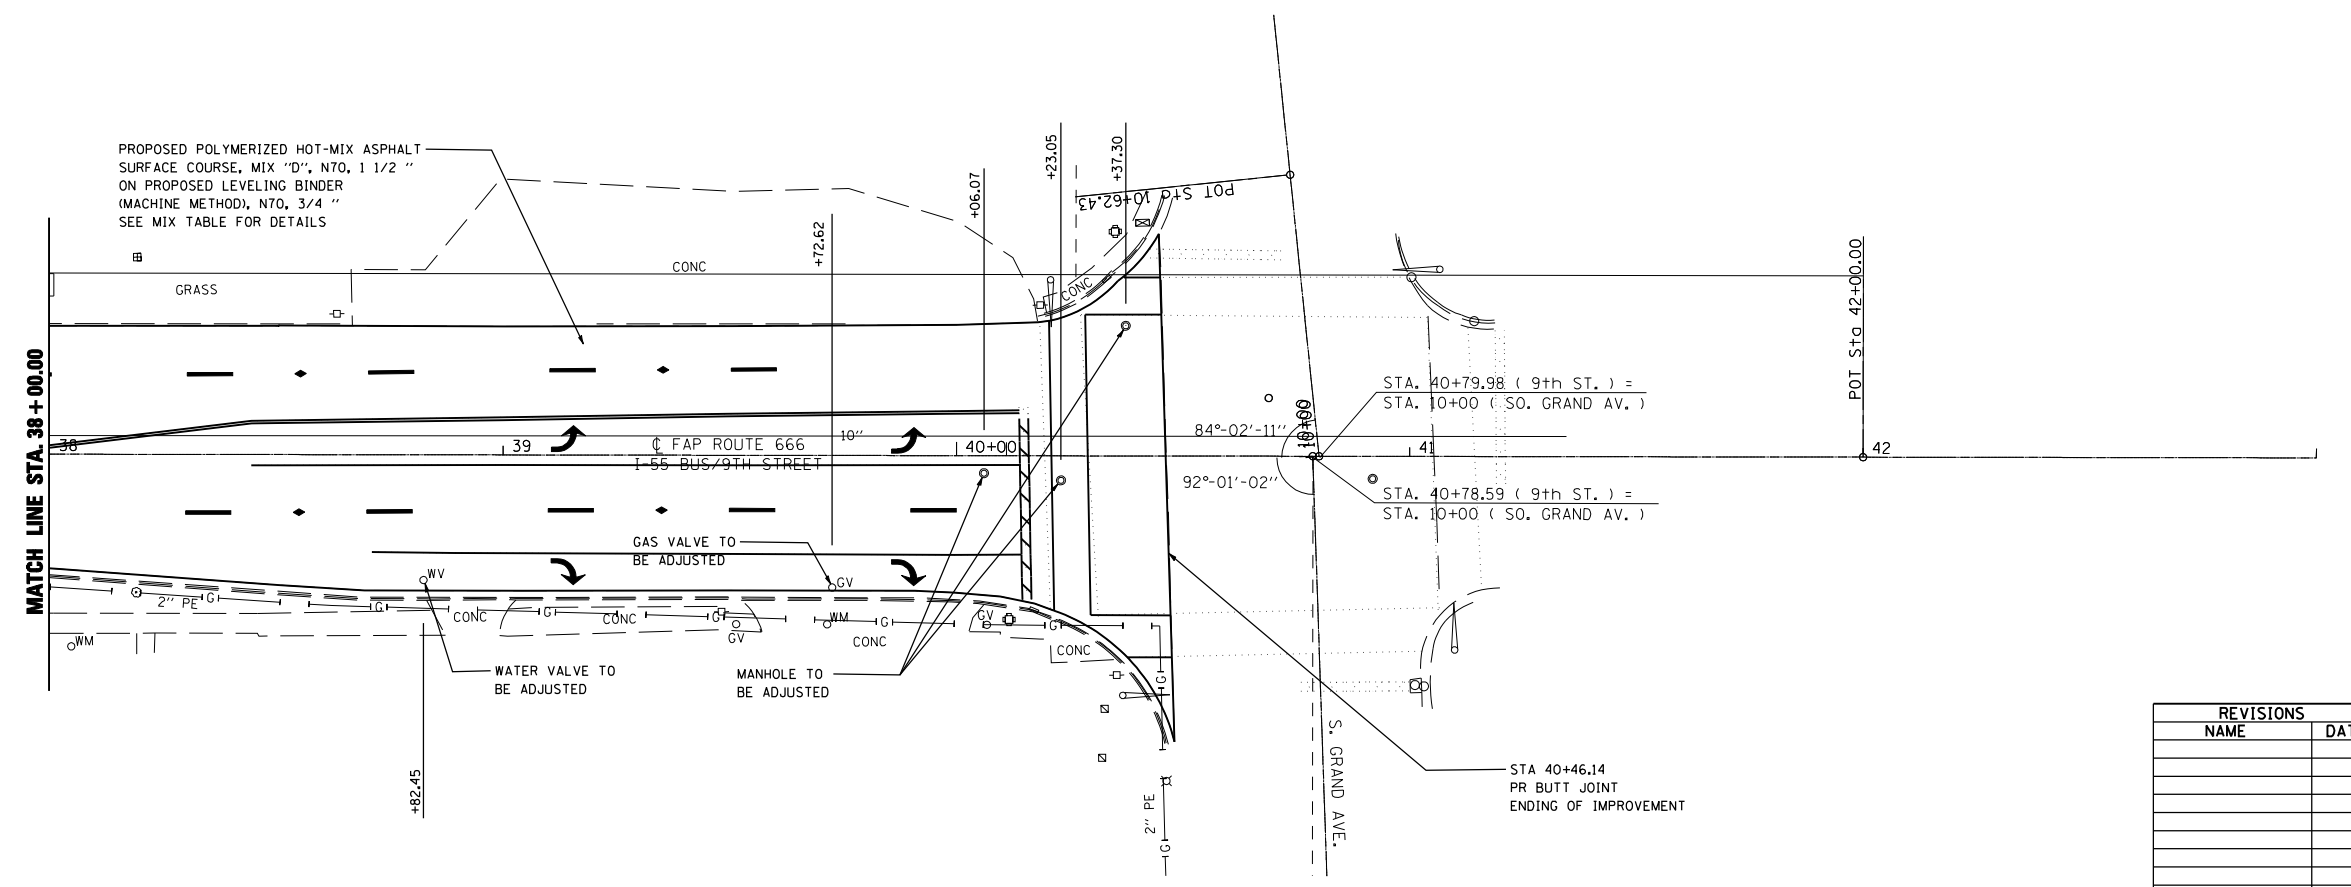 PROPOSED POLYMERIZED HOT-MIX ASPHALT
SURFACE COURSE, MIX "D", N70, 1 1/2 "
ON PROPOSED LEVELING BINDER
(MACHINE METHOD), N70, 3/4 "
SEE MIX TABLE FOR DETAILS
+72.62
+06.07
+23.05
+37.30
POT Sta 10+62.43
CONC
GRASS
CONC
POT Sta 42+00.00
MATCH LINE STA. 38+00.00
STA. 40+79.98 ( 9th ST. ) =
STA. 10+00 ( SO. GRAND AV. )
10+00
10+00
84°-02'-11"
10"
38
39
℄ FAP ROUTE 666
I-55 BUS/9TH STREET
40+00
41
42
92°-01'-02"
STA. 40+78.59 ( 9th ST. ) =
STA. 10+00 ( SO. GRAND AV. )
GAS VALVE TO
BE ADJUSTED
WV
GV
2" PE
G
G
G
G
G
G
G
CONC
CONC
GV
WM
CONC
GV
CONC
WM
WATER VALVE TO
BE ADJUSTED
MANHOLE TO
BE ADJUSTED
+82.45
2" PE
G
S. GRAND AVE.
STA 40+46.14
PR BUTT JOINT
ENDING OF IMPROVEMENT
REVISIONS
NAME
DAT